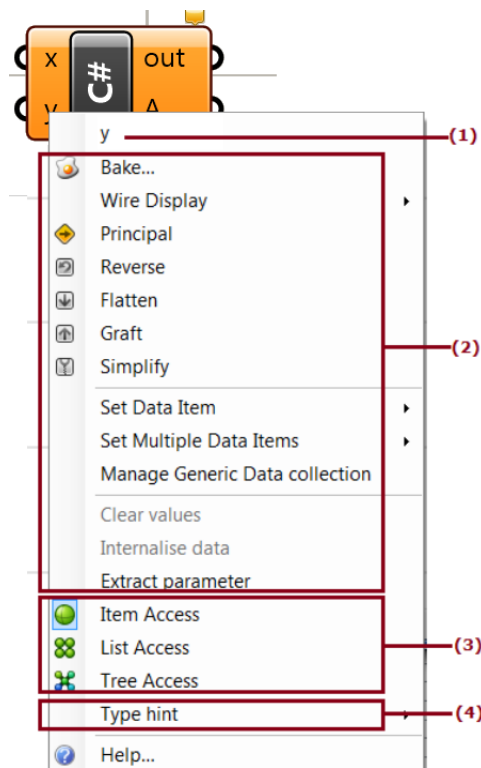 x
out
C#
y
A
y
(1)
Bake...
Wire Display
Principal
Reverse
Flatten
Graft
(2)
Simplify
Set Data Item
Set Multiple Data Items
Manage Generic Data collection
Clear values
Internalise data
Extract parameter
Item Access
List Access
(3)
Tree Access
Type hint
(4)
Help...